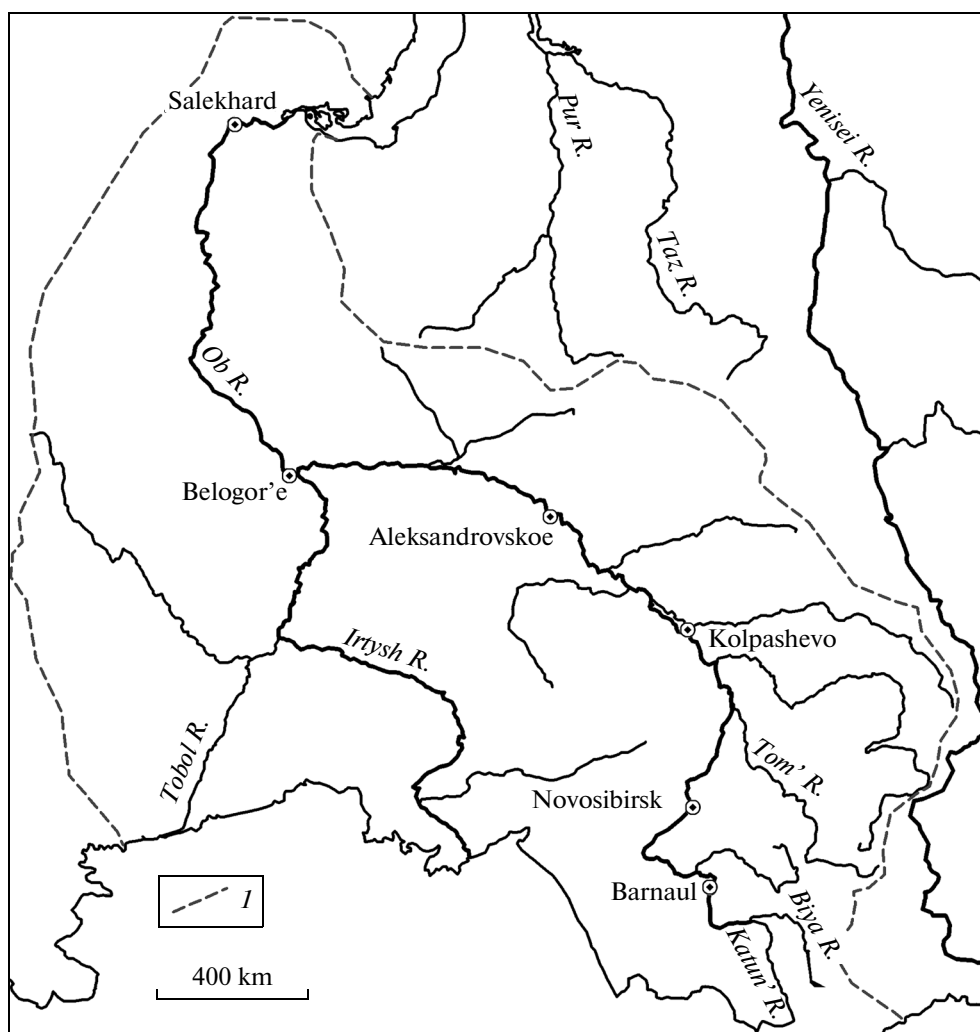 Salekhard
Pur R.
Yenisei R.
Taz R.
Ob R.
Belogor’e
Aleksandrovskoe
Kolpashevo
Irtysh R.
Tobol R.
Tom’ R.
Novosibirsk
Barnaul
Biya R.
Katun’ R.
1
400 km